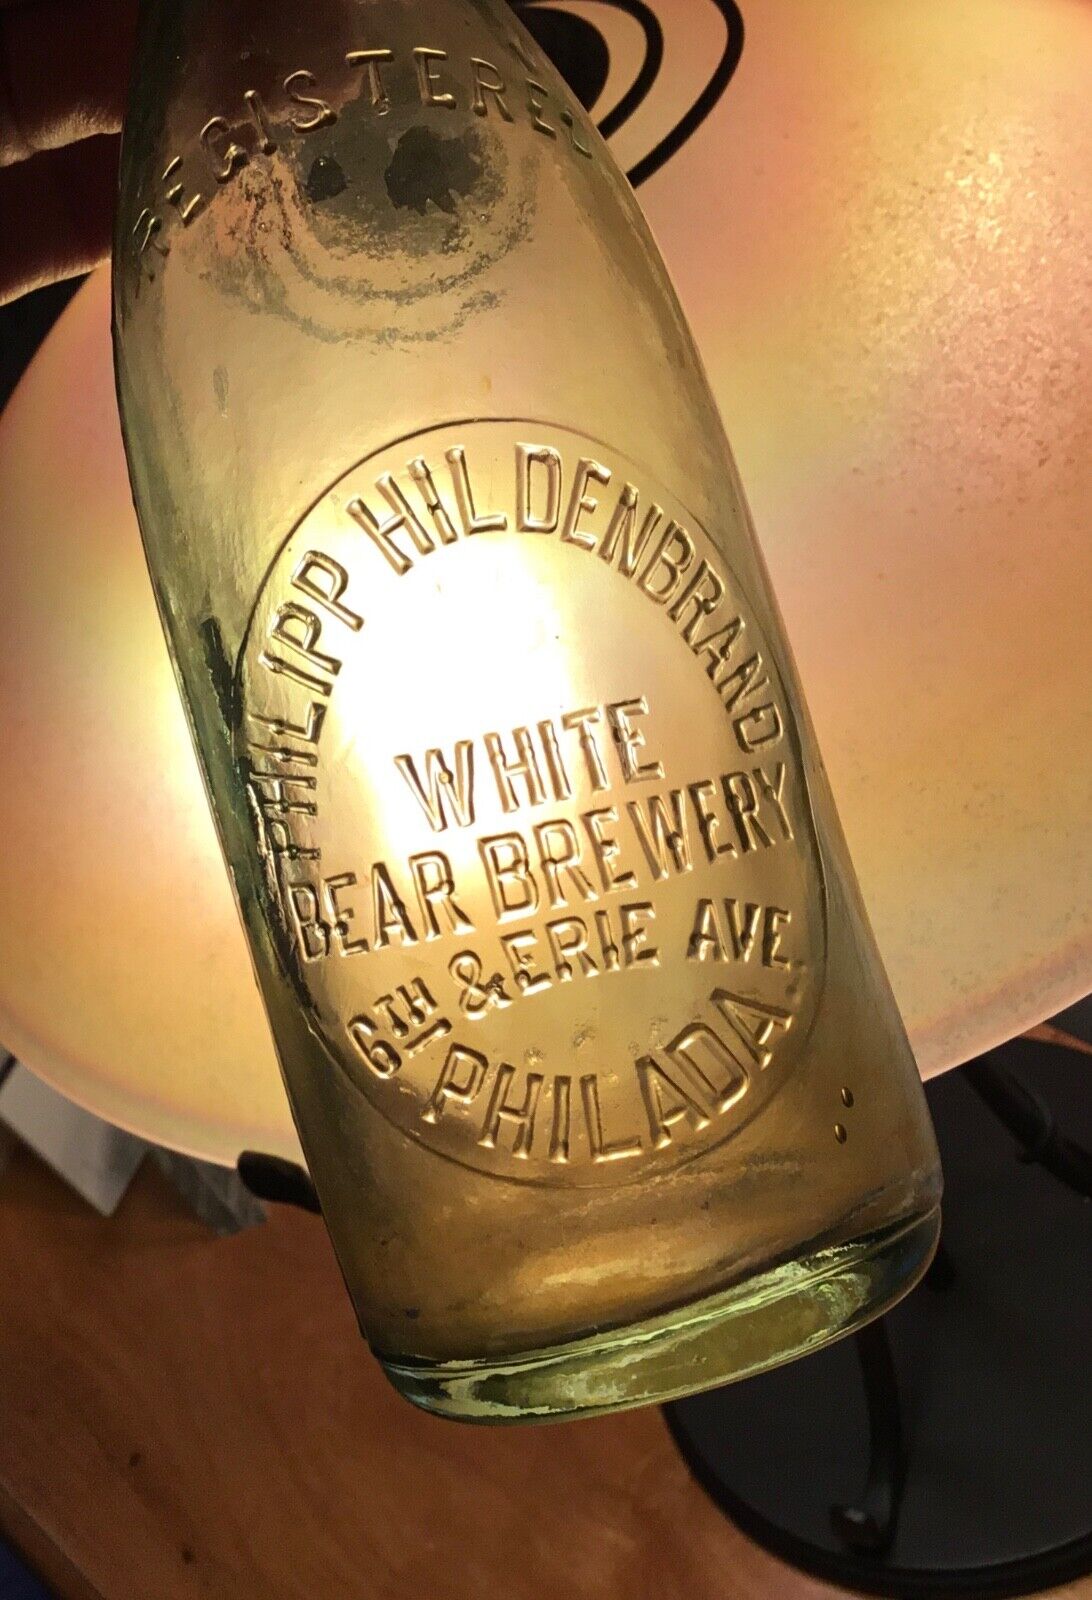 REGISTERED
PHILIPP HILDENBRAND
WHITE
BEAR BREWERY
6TH & ERIE AVE.
PHILADA.